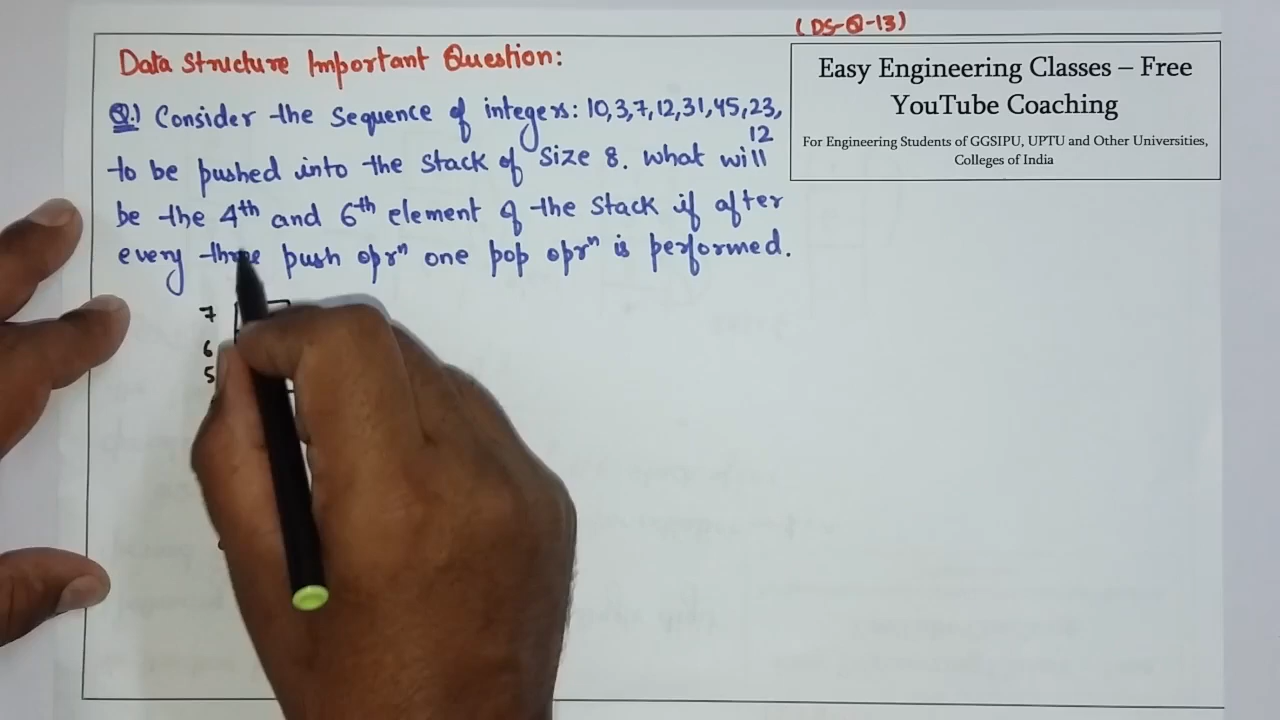 (DS-Q-13)
Data Structure Important Question:
Easy Engineering Classes – Free
YouTube Coaching
For Engineering Students of GGSIPU, UPTU and Other Universities,
Colleges of India
Q.) Consider the sequence of integers: 10,3,7,12,31,45,23,
12
to be pushed into the stack of size 8. What will
be the 4th and 6th element of the stack if after
every three push oprⁿ one pop oprⁿ is performed.
7
6
5